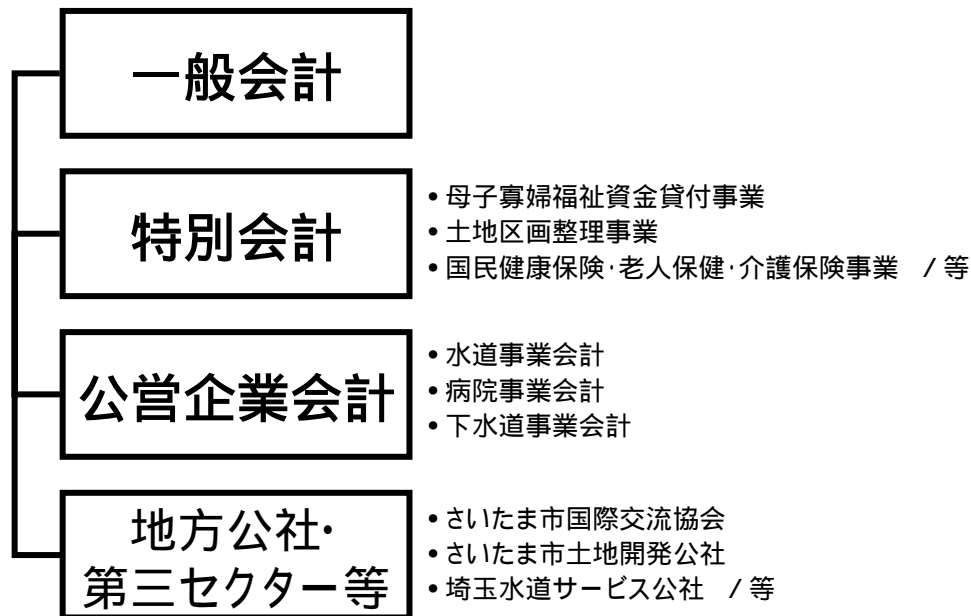 一般会計
特別会計
• 母子寡婦福祉資金貸付事業
• 土地区画整理事業
• 国民健康保険・老人保健・介護保険事業　/ 等
公営企業会計
• 水道事業会計
• 病院事業会計
• 下水道事業会計
地方公社・
第三セクター等
• さいたま市国際交流協会
• さいたま市土地開発公社
• 埼玉水道サービス公社　/ 等